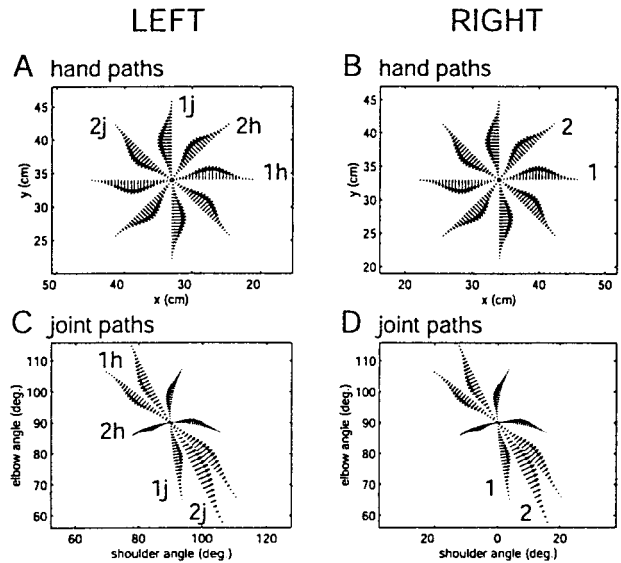 LEFT
RIGHT
A hand paths
B hand paths
45
40
35
30
25
y (cm)
1j
2j
2h
1h
50
40
30
20
x (cm)
45
40
35
30
25
20
y (cm)
2
1
20
30
40
50
x (cm)
C joint paths
D joint paths
110
100
90
80
70
60
elbow angle (deg.)
1h
2h
1j
2j
60
80
100
120
shoulder angle (deg.)
110
100
90
80
70
60
elbow angle (deg.)
1
2
20
0
20
shoulder angle (deg.)